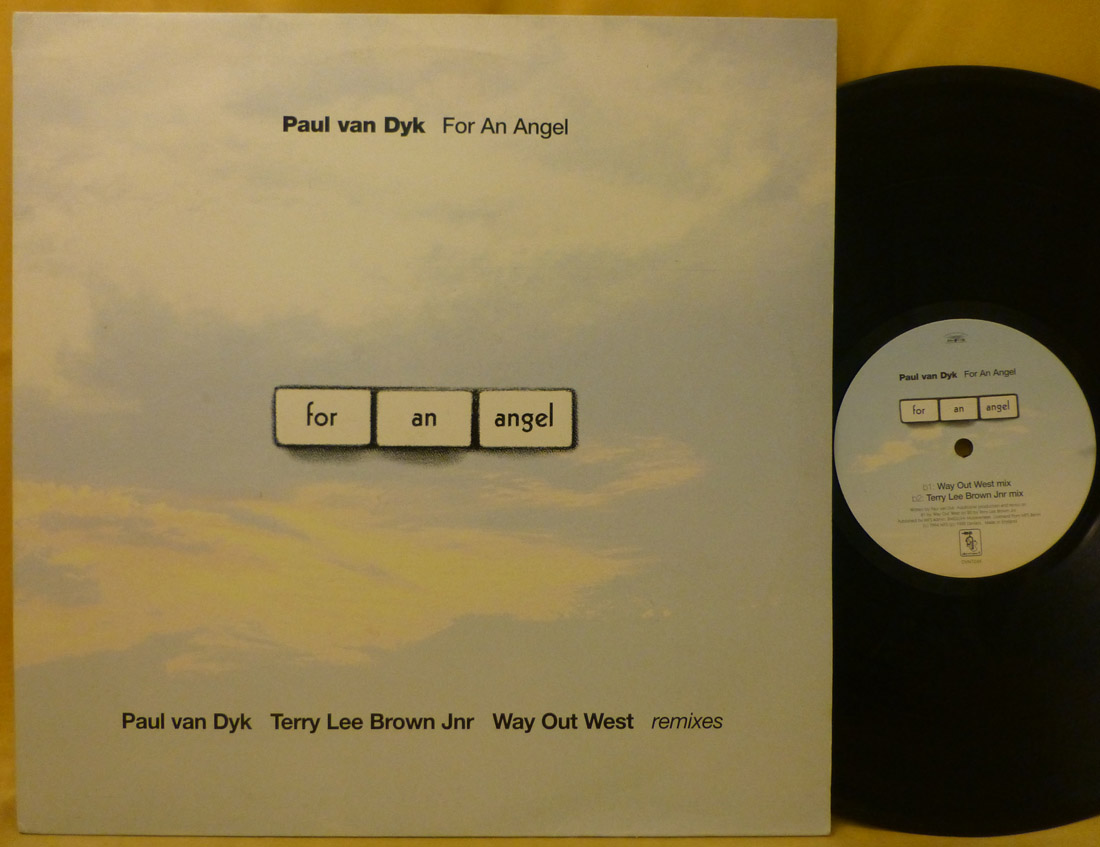 Paul van Dyk For An Angel
for an angel
Paul van Dyk Terry Lee Brown Jnr Way Out West remixes
Paul van Dyk For An Angel
for an angel
b1: Way Out West mix
b2: Terry Lee Brown Jnr mix